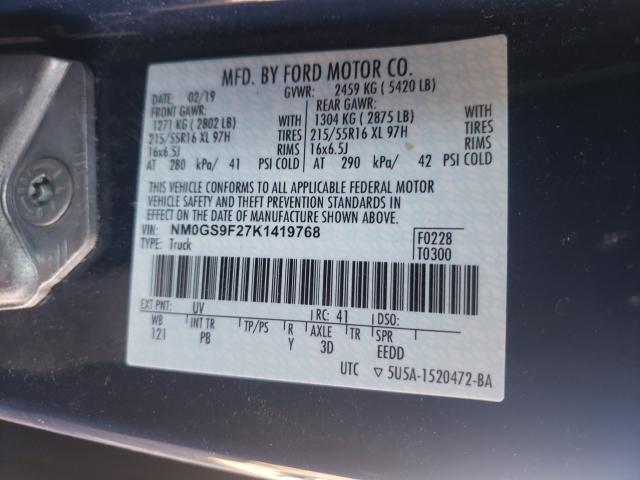 MFD. BY FORD MOTOR CO.
DATE: 02/19 GVWR: 2459 KG ( 5420 LB)
FRONT GAWR: REAR GAWR:
1271 KG ( 2802 LB) WITH 1304 KG ( 2875 LB) WITH
215/55R16 XL 97H TIRES 215/55R16 XL 97H TIRES
16x6.5J RIMS 16x6.5J RIMS
AT 280 kPa/ 41 PSI COLD AT 290 kPa/ 42 PSI COLD
THIS VEHICLE CONFORMS TO ALL APPLICABLE FEDERAL MOTOR
VEHICLE SAFETY AND THEFT PREVENTION STANDARDS IN
EFFECT ON THE DATE OF MANUFACTURE SHOWN ABOVE.
VIN: NM0GS9F27K1419768 F0228
TYPE: Truck T0300
EXT PNT: UV RC: 41 DSO:
WB INT TR TP/PS R AXLE TR SPR
121 PB Y 3D EEDD
UTC ▽ 5U5A-1520472-BA